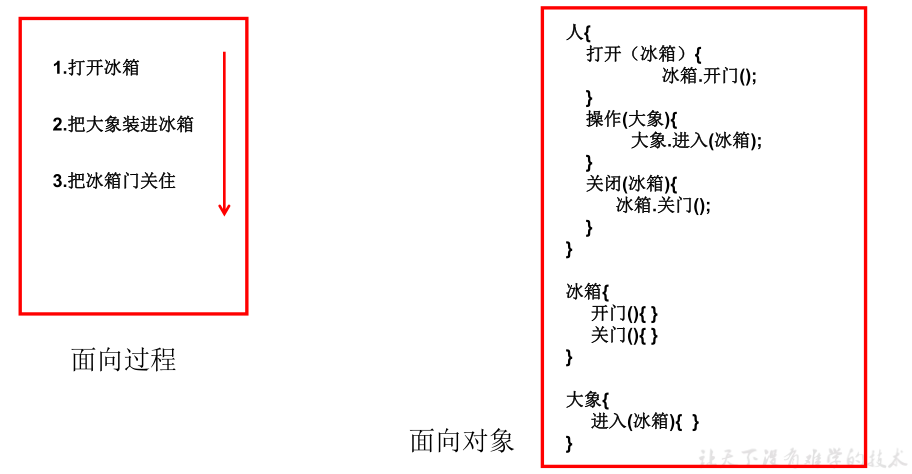 1.打开冰箱
2.把大象装进冰箱
3.把冰箱门关住
面向过程
人{
打开（冰箱）{
冰箱.开门();
}
操作(大象){
大象.进入(冰箱);
}
关闭(冰箱){
冰箱.关门();
}
}
冰箱{
开门(){ }
关门(){ }
}
大象{
进入(冰箱){ }
}
面向对象
让天下没有难学的技术